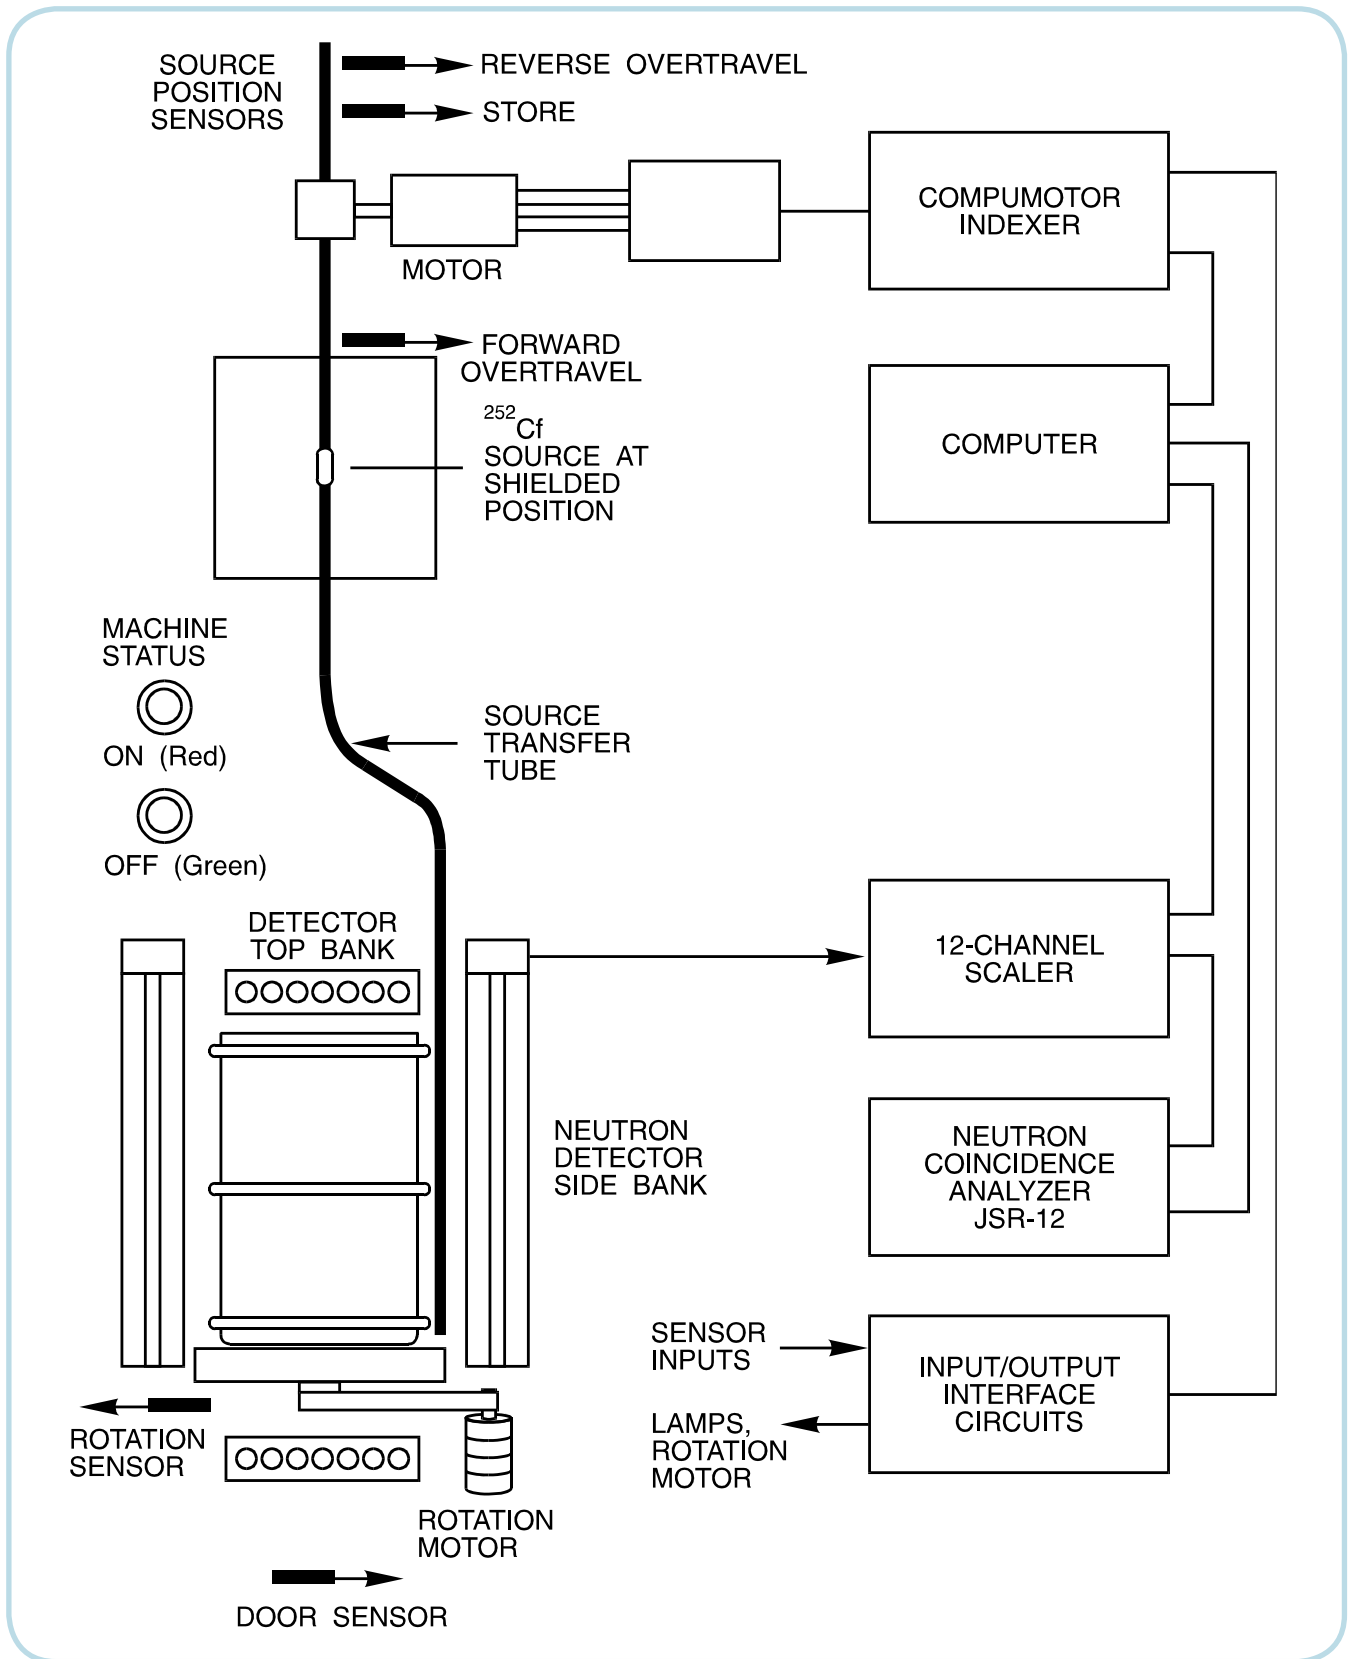 SOURCE
POSITION
SENSORS
REVERSE OVERTRAVEL
STORE
MOTOR
COMPUMOTOR
INDEXER
FORWARD
OVERTRAVEL
252Cf
SOURCE AT
SHIELDED
POSITION
COMPUTER
MACHINE
STATUS
ON (Red)
OFF (Green)
SOURCE
TRANSFER
TUBE
DETECTOR
TOP BANK
12-CHANNEL
SCALER
NEUTRON
DETECTOR
SIDE BANK
NEUTRON
COINCIDENCE
ANALYZER
JSR-12
SENSOR
INPUTS
INPUT/OUTPUT
INTERFACE
CIRCUITS
LAMPS,
ROTATION
MOTOR
ROTATION
SENSOR
ROTATION
MOTOR
DOOR SENSOR